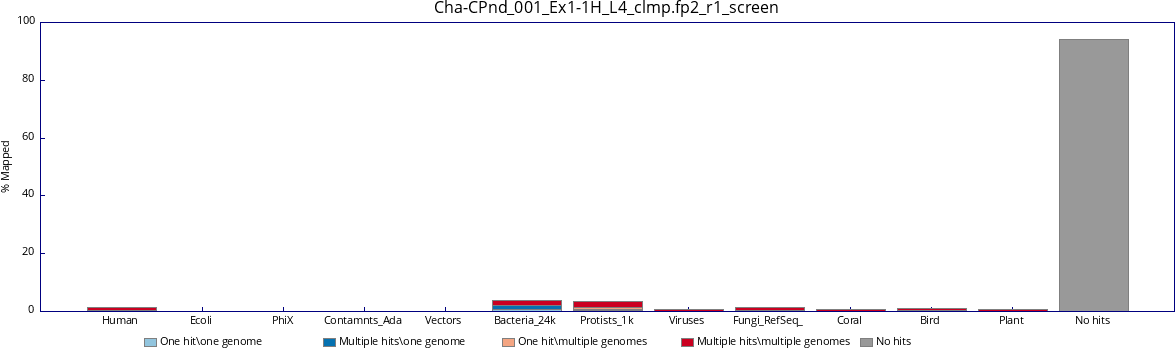 Cha-CPnd_001_Ex1-1H_L4_clmp.fp2_r1_screen
100
80
60
40
20
0
% Mapped
Human Ecoli PhiX Contamnts_Ada Vectors Bacteria_24k Protists_1k Viruses Fungi_RefSeq_ Coral Bird Plant No hits
One hit\one genome Multiple hits\one genome One hit\multiple genomes Multiple hits\multiple genomes No hits